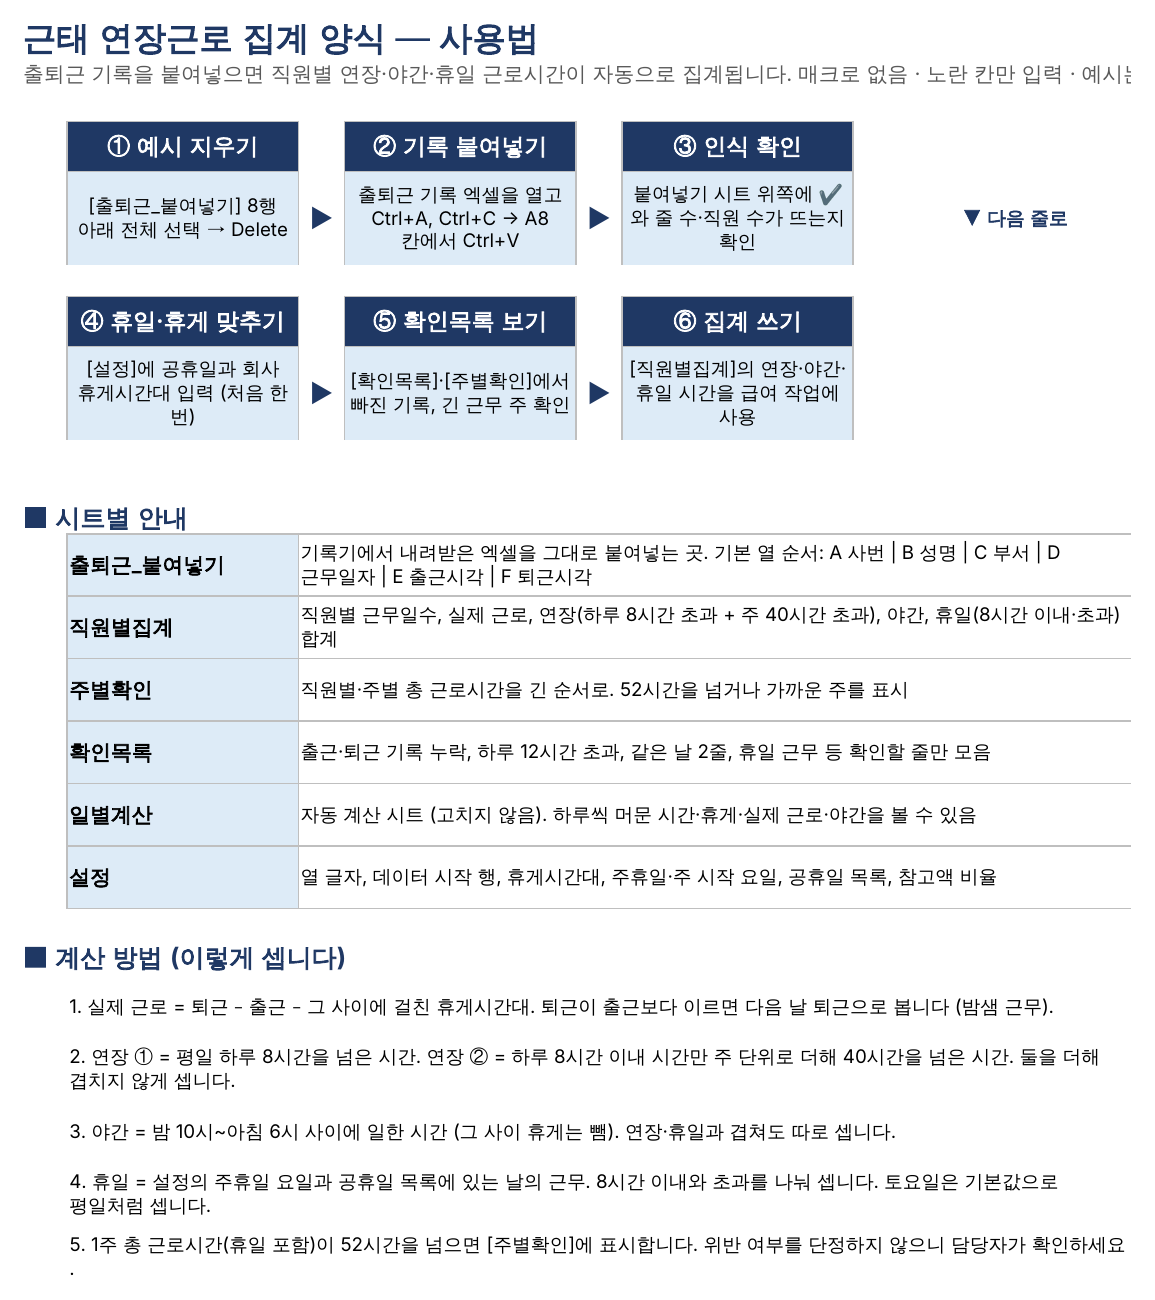 근태 연장근로 집계 양식 — 사용법
출퇴근 기록을 붙여넣으면 직원별 연장·야간·휴일 근로시간이 자동으로 집계됩니다. 매크로 없음 · 노란 칸만 입력 · 예시는
① 예시 지우기
[출퇴근_붙여넣기] 8행
아래 전체 선택 → Delete
▶
② 기록 붙여넣기
출퇴근 기록 엑셀을 열고
Ctrl+A, Ctrl+C → A8
칸에서 Ctrl+V
▶
③ 인식 확인
붙여넣기 시트 위쪽에 ✔
와 줄 수·직원 수가 뜨는지
확인
▼ 다음 줄로
④ 휴일·휴게 맞추기
[설정]에 공휴일과 회사
휴게시간대 입력 (처음 한
번)
▶
⑤ 확인목록 보기
[확인목록]·[주별확인]에서
빠진 기록, 긴 근무 주 확인
▶
⑥ 집계 쓰기
[직원별집계]의 연장·야간·
휴일 시간을 급여 작업에
사용
■ 시트별 안내
출퇴근_붙여넣기
기록기에서 내려받은 엑셀을 그대로 붙여넣는 곳. 기본 열 순서: A 사번 | B 성명 | C 부서 | D
근무일자 | E 출근시각 | F 퇴근시각
직원별집계
직원별 근무일수, 실제 근로, 연장(하루 8시간 초과 + 주 40시간 초과), 야간, 휴일(8시간 이내·초과)
합계
주별확인
직원별·주별 총 근로시간을 긴 순서로. 52시간을 넘거나 가까운 주를 표시
확인목록
출근·퇴근 기록 누락, 하루 12시간 초과, 같은 날 2줄, 휴일 근무 등 확인할 줄만 모음
일별계산
자동 계산 시트 (고치지 않음). 하루씩 머문 시간·휴게·실제 근로·야간을 볼 수 있음
설정
열 글자, 데이터 시작 행, 휴게시간대, 주휴일·주 시작 요일, 공휴일 목록, 참고액 비율
■ 계산 방법 (이렇게 셉니다)
1. 실제 근로 = 퇴근 − 출근 − 그 사이에 걸친 휴게시간대. 퇴근이 출근보다 이르면 다음 날 퇴근으로 봅니다 (밤샘 근무).
2. 연장 ① = 평일 하루 8시간을 넘은 시간. 연장 ② = 하루 8시간 이내 시간만 주 단위로 더해 40시간을 넘은 시간. 둘을 더해
겹치지 않게 셉니다.
3. 야간 = 밤 10시~아침 6시 사이에 일한 시간 (그 사이 휴게는 뺌). 연장·휴일과 겹쳐도 따로 셉니다.
4. 휴일 = 설정의 주휴일 요일과 공휴일 목록에 있는 날의 근무. 8시간 이내와 초과를 나눠 셉니다. 토요일은 기본값으로
평일처럼 셉니다.
5. 1주 총 근로시간(휴일 포함)이 52시간을 넘으면 [주별확인]에 표시합니다. 위반 여부를 단정하지 않으니 담당자가 확인하세요
.